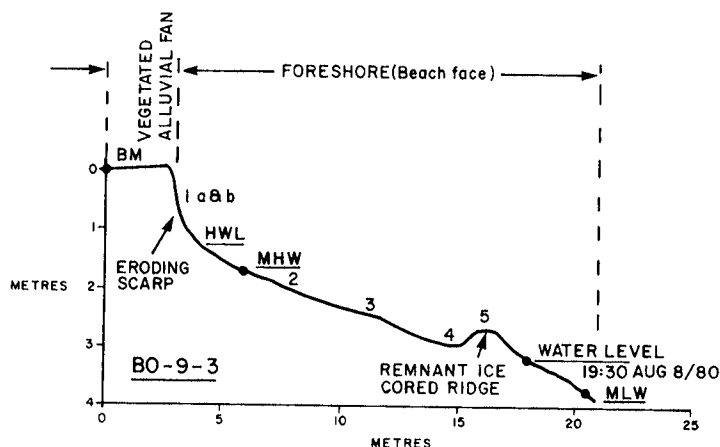 VEGETATED
ALLUVIAL FAN
FORESHORE (Beach face)
BM
0
1 a & b
1
HWL
ERODING
SCARP
MHW
METRES
2
2
3
4
5
3
WATER LEVEL
19:30 AUG 8/80
REMNANT ICE
CORED RIDGE
BO-9-3
MLW
4
0
5
10
15
20
25
METRES